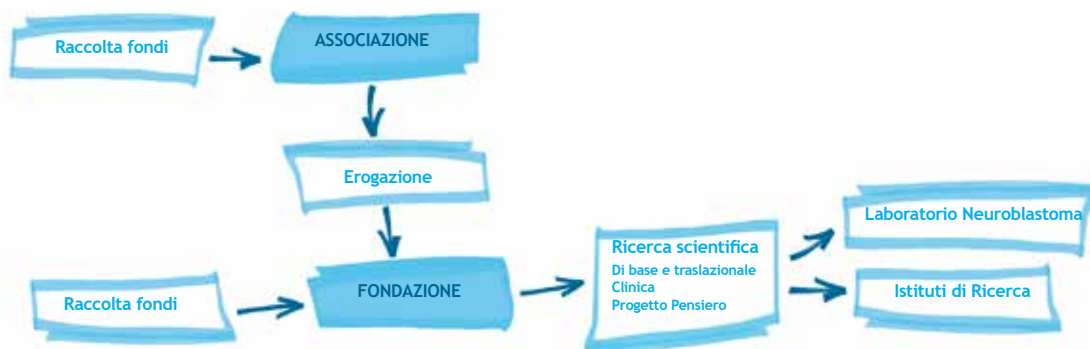 Raccolta fondi
ASSOCIAZIONE
Erogazione
Raccolta fondi
FONDAZIONE
Ricerca scientifica
Di base e traslazionale
Clinica
Progetto Pensiero
Laboratorio Neuroblastoma
Istituti di Ricerca